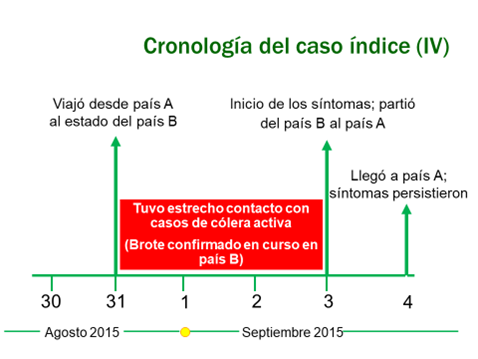 Cronología del caso índice (IV)
Viajó desde país A
al estado del país B
Inicio de los síntomas; partió
del país B al país A
Llegó a país A;
síntomas persistieron
Tuvo estrecho contacto con
casos de cólera activa
(Brote confirmado en curso en
país B)
30 31 1 2 3 4
Agosto 2015 Septiembre 2015